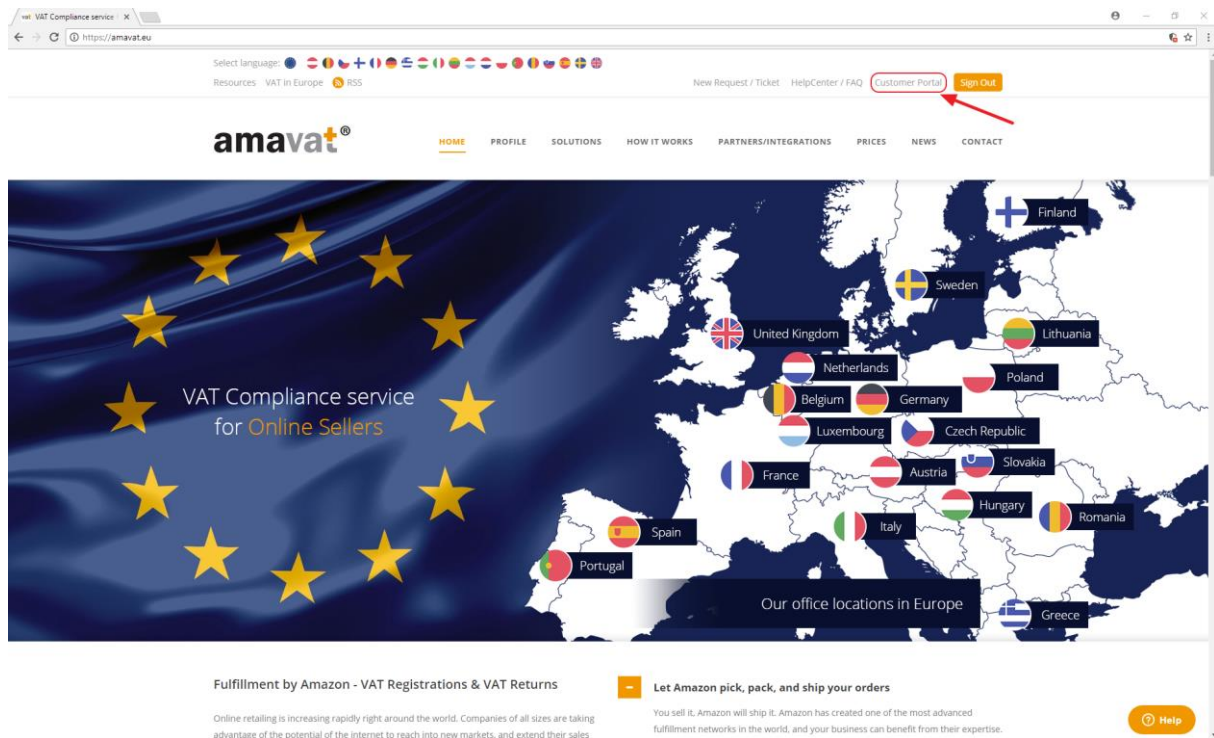 vat VAT Compliance service
https://amavat.eu
Select language:
Resources VAT in Europe RSS
New Request / Ticket HelpCenter / FAQ Customer Portal Sign Out
amavat®
HOME PROFILE SOLUTIONS HOW IT WORKS PARTNERS/INTEGRATIONS PRICES NEWS CONTACT
Finland
Sweden
United Kingdom
Lithuania
Netherlands
Poland
Belgium
Germany
Luxembourg
Czech Republic
VAT Compliance service
for Online Sellers
France
Austria
Slovakia
Hungary
Romania
Spain
Italy
Portugal
Our office locations in Europe
Greece
Fulfillment by Amazon - VAT Registrations & VAT Returns
Online retailing is increasing rapidly right around the world. Companies of all sizes are taking
advantage of the potential of the internet to reach into new markets, and extend their sales
Let Amazon pick, pack, and ship your orders
You sell it, Amazon will ship it. Amazon has created one of the most advanced
fulfillment networks in the world, and your business can benefit from their expertise.
Help